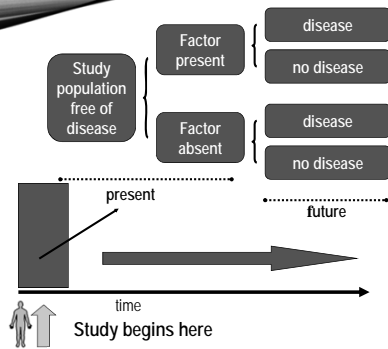 Study
population
free of
disease
Factor
present
disease
no disease
Factor
absent
disease
no disease
present
future
time
Study begins here